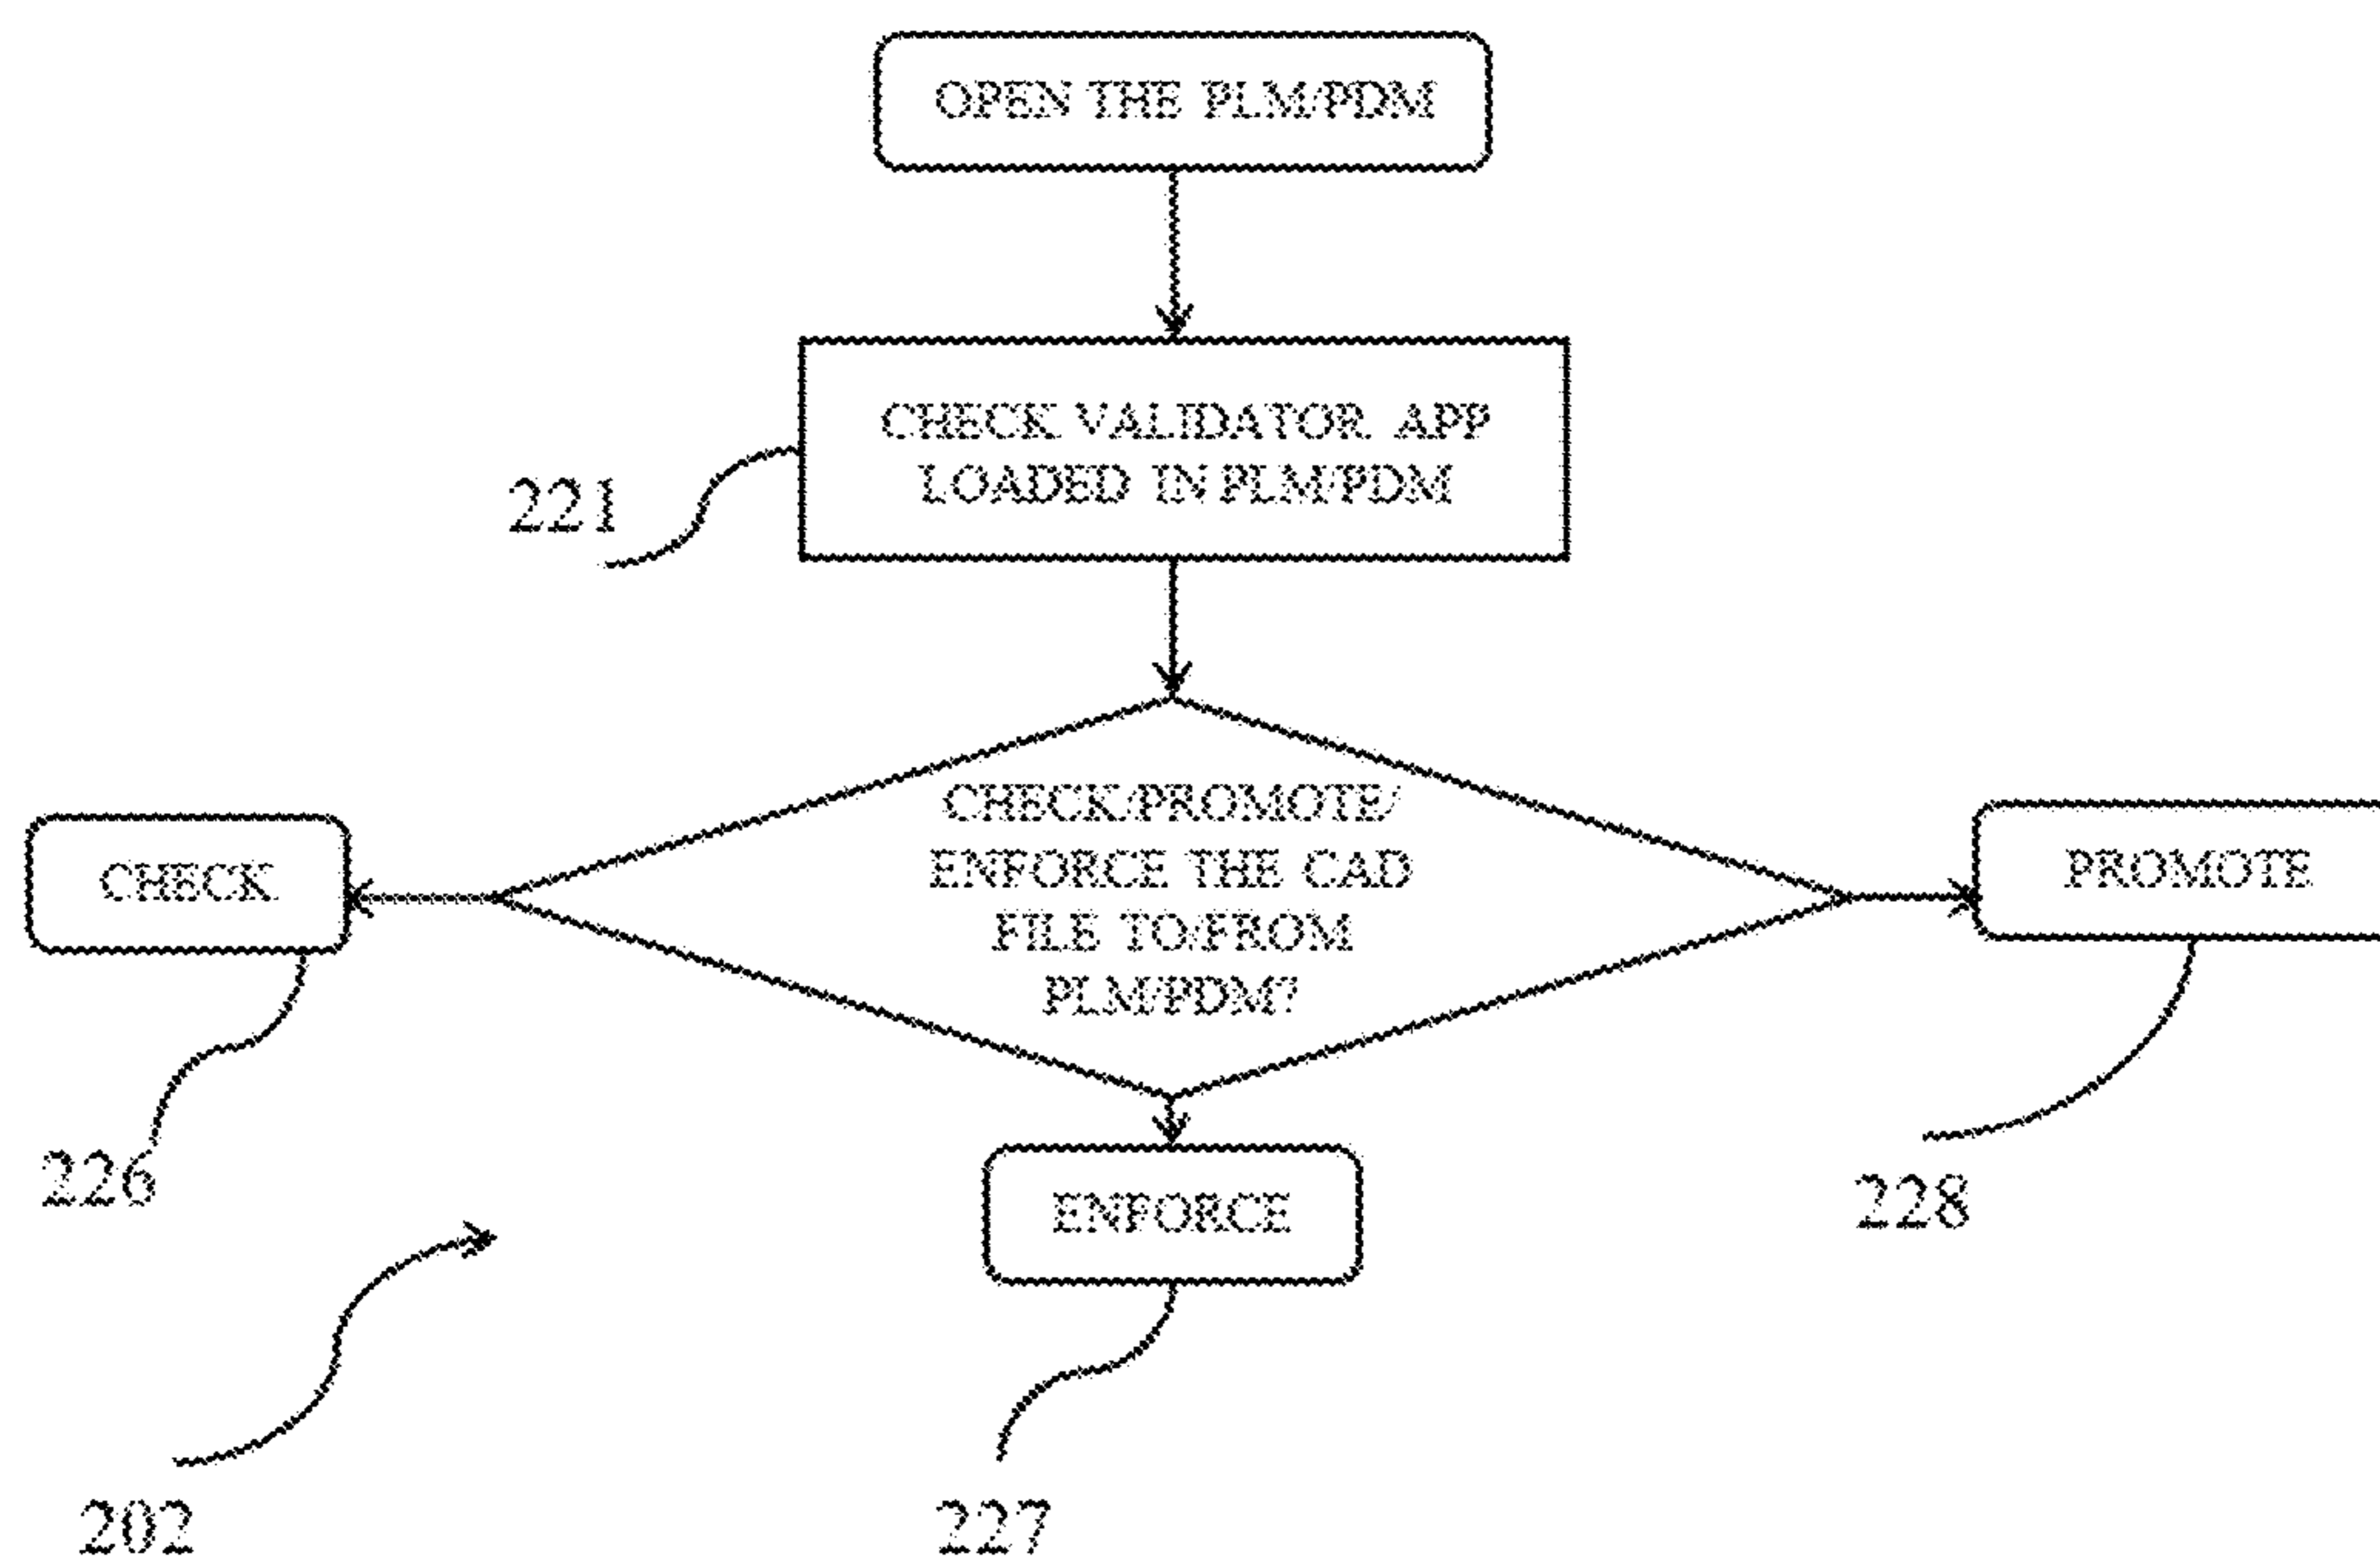 OPEN THE PLM/PDM
CHECK VALIDATOR APP
LOADED IN PLM/PDM
221
CHECK/PROMOTE/
ENFORCE THE CAD
FILE TO/FROM
PLM/PDM?
CHECK
PROMOTE
226
228
ENFORCE
202
227